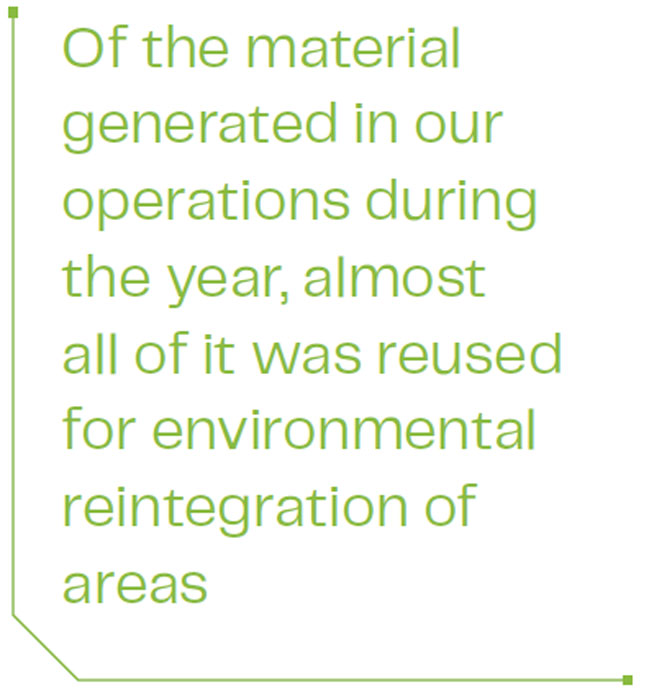 Of the material
generated in our
operations during
the year, almost
all of it was reused
for environmental
reintegration of
areas